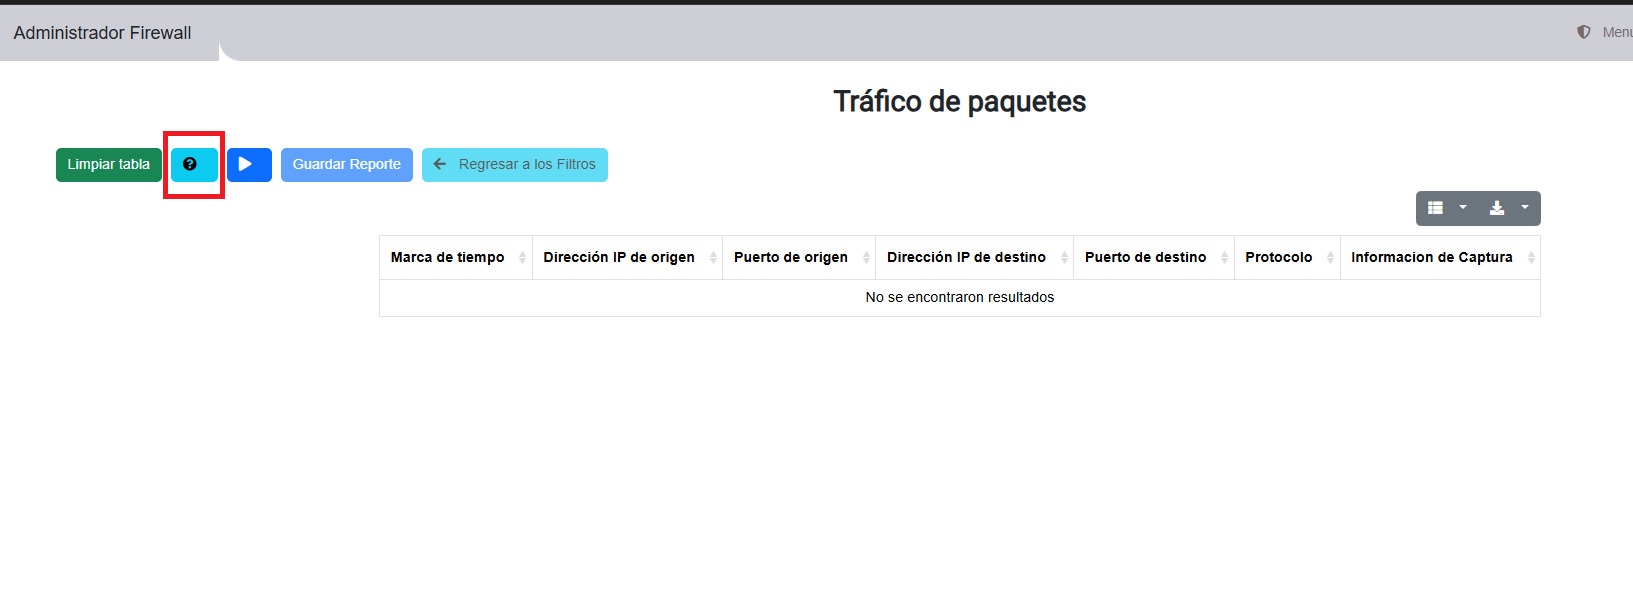 Administrador Firewall
Menu
Tráfico de paquetes
Limpiar tabla
Guardar Reporte
Regresar a los Filtros
Marca de tiempo Dirección IP de origen Puerto de origen Dirección IP de destino Puerto de destino Protocolo Informacion de Captura
No se encontraron resultados